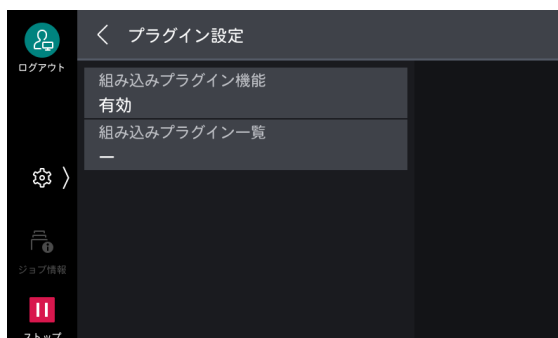 プラグイン設定
ログアウト
組み込みプラグイン機能
有効
組み込みプラグイン一覧
ー
ジョブ情報
ストップ